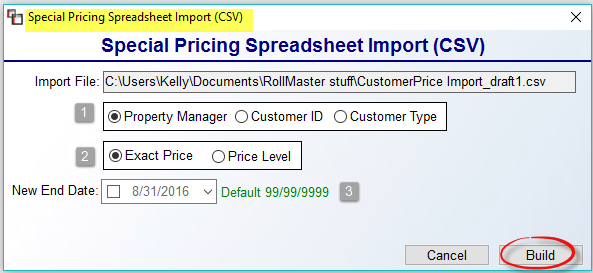 Special Pricing Spreadsheet Import (CSV)
Special Pricing Spreadsheet Import (CSV)
Import File: C:\Users\Kelly\Documents\RollMaster stuff\CustomerPrice Import_draft1.csv
1 Property Manager Customer ID Customer Type
2 Exact Price Price Level
New End Date: 8/31/2016 Default 99/99/9999 3
Cancel Build